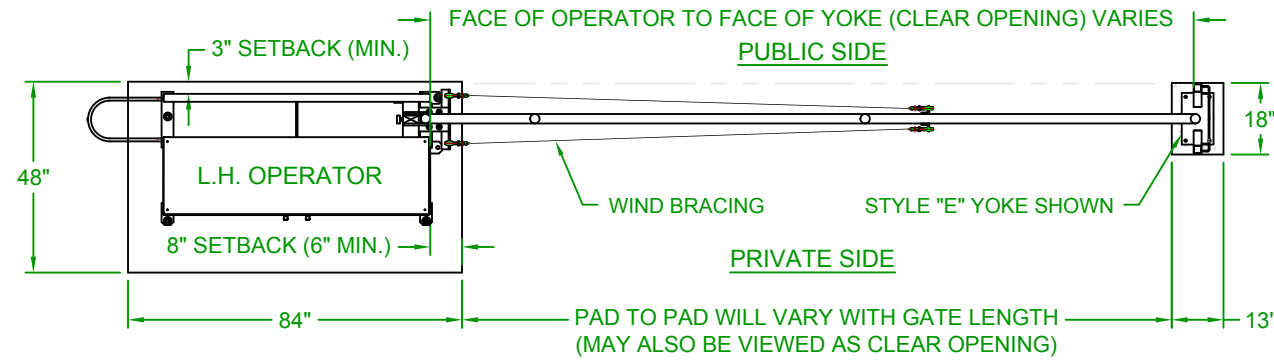 FACE OF OPERATOR TO FACE OF YOKE (CLEAR OPENING) VARIES
3" SETBACK (MIN.)
PUBLIC SIDE
18"
48"
L.H. OPERATOR
WIND BRACING
STYLE "E" YOKE SHOWN
8" SETBACK (6" MIN.)
PRIVATE SIDE
84"
PAD TO PAD WILL VARY WITH GATE LENGTH
13'
(MAY ALSO BE VIEWED AS CLEAR OPENING)